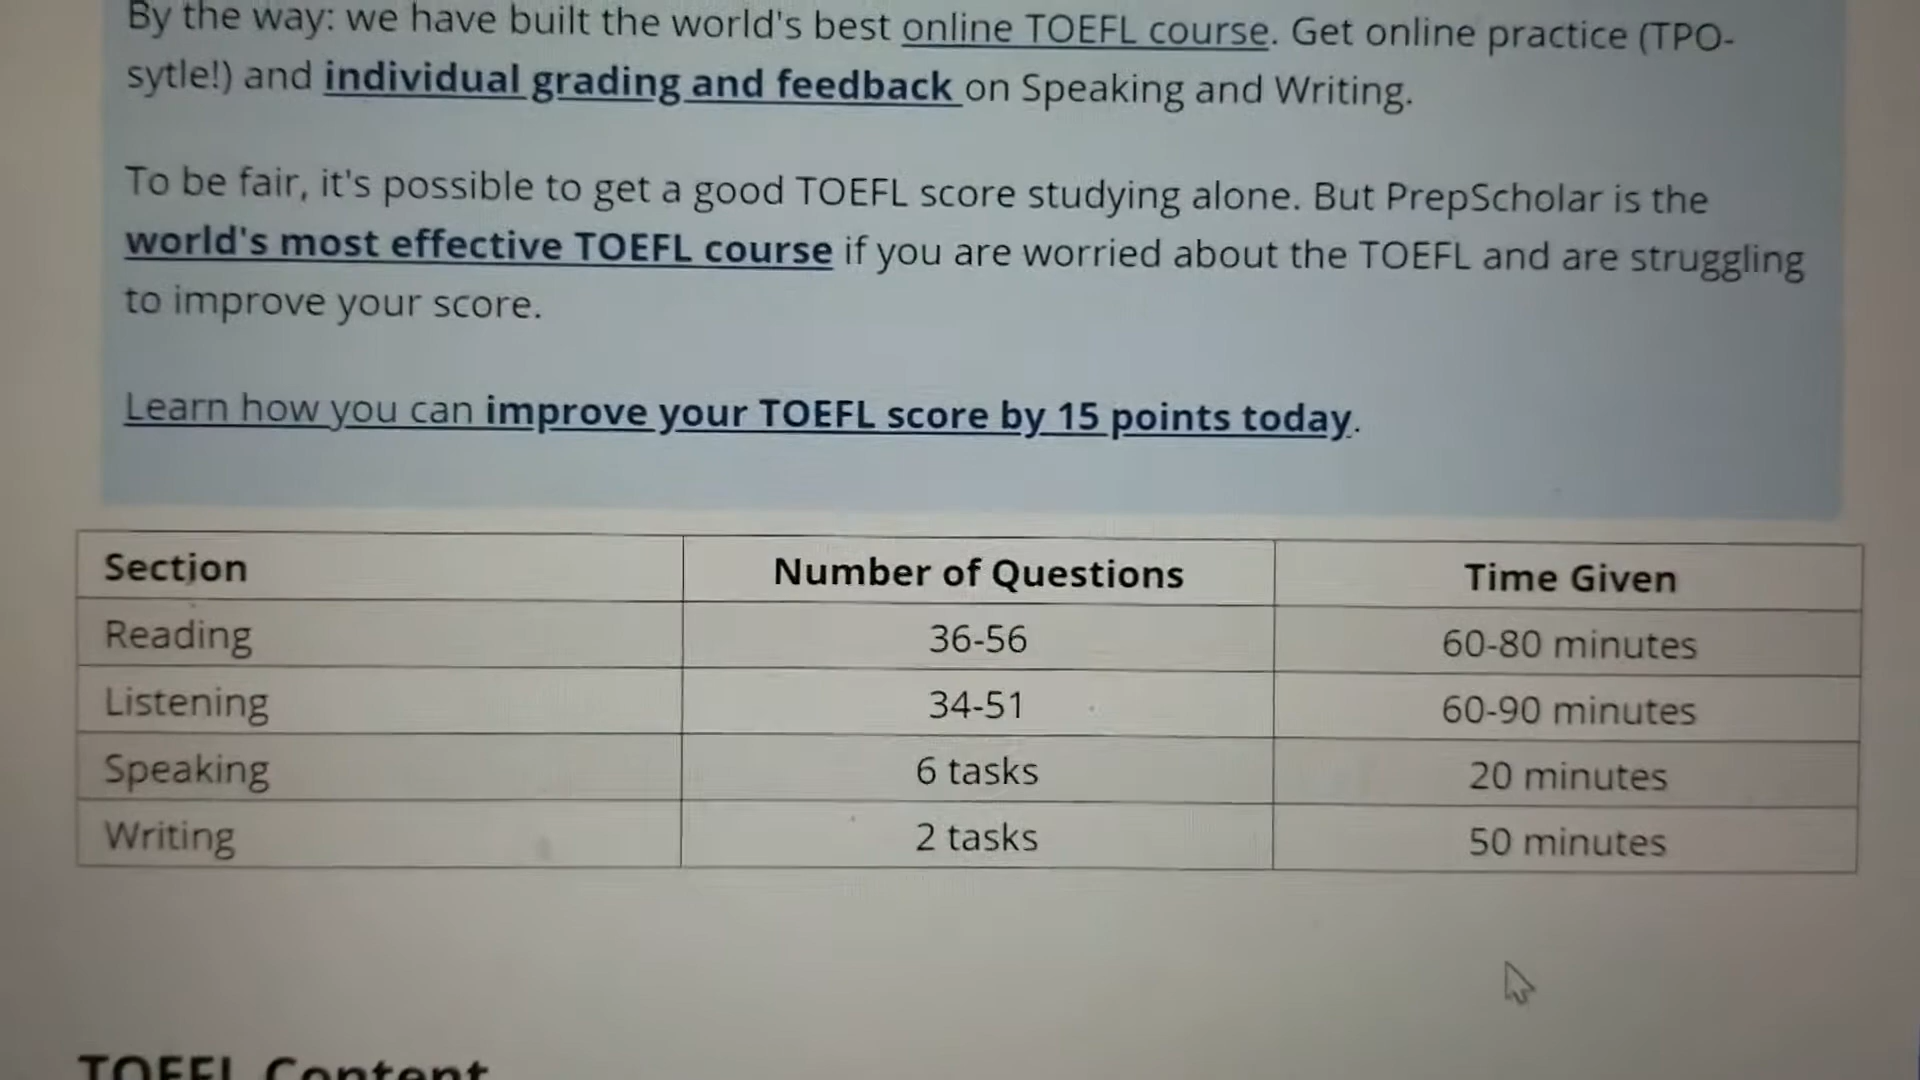 By the way: we have built the world's best online TOEFL course. Get online practice (TPO-
sytle!) and individual grading and feedback on Speaking and Writing.
To be fair, it's possible to get a good TOEFL score studying alone. But PrepScholar is the
world's most effective TOEFL course if you are worried about the TOEFL and are struggling
to improve your score.
Learn how you can improve your TOEFL score by 15 points today.
Section Number of Questions Time Given
Reading 36-56 60-80 minutes
Listening 34-51 60-90 minutes
Speaking 6 tasks 20 minutes
Writing 2 tasks 50 minutes
TOEFL Content